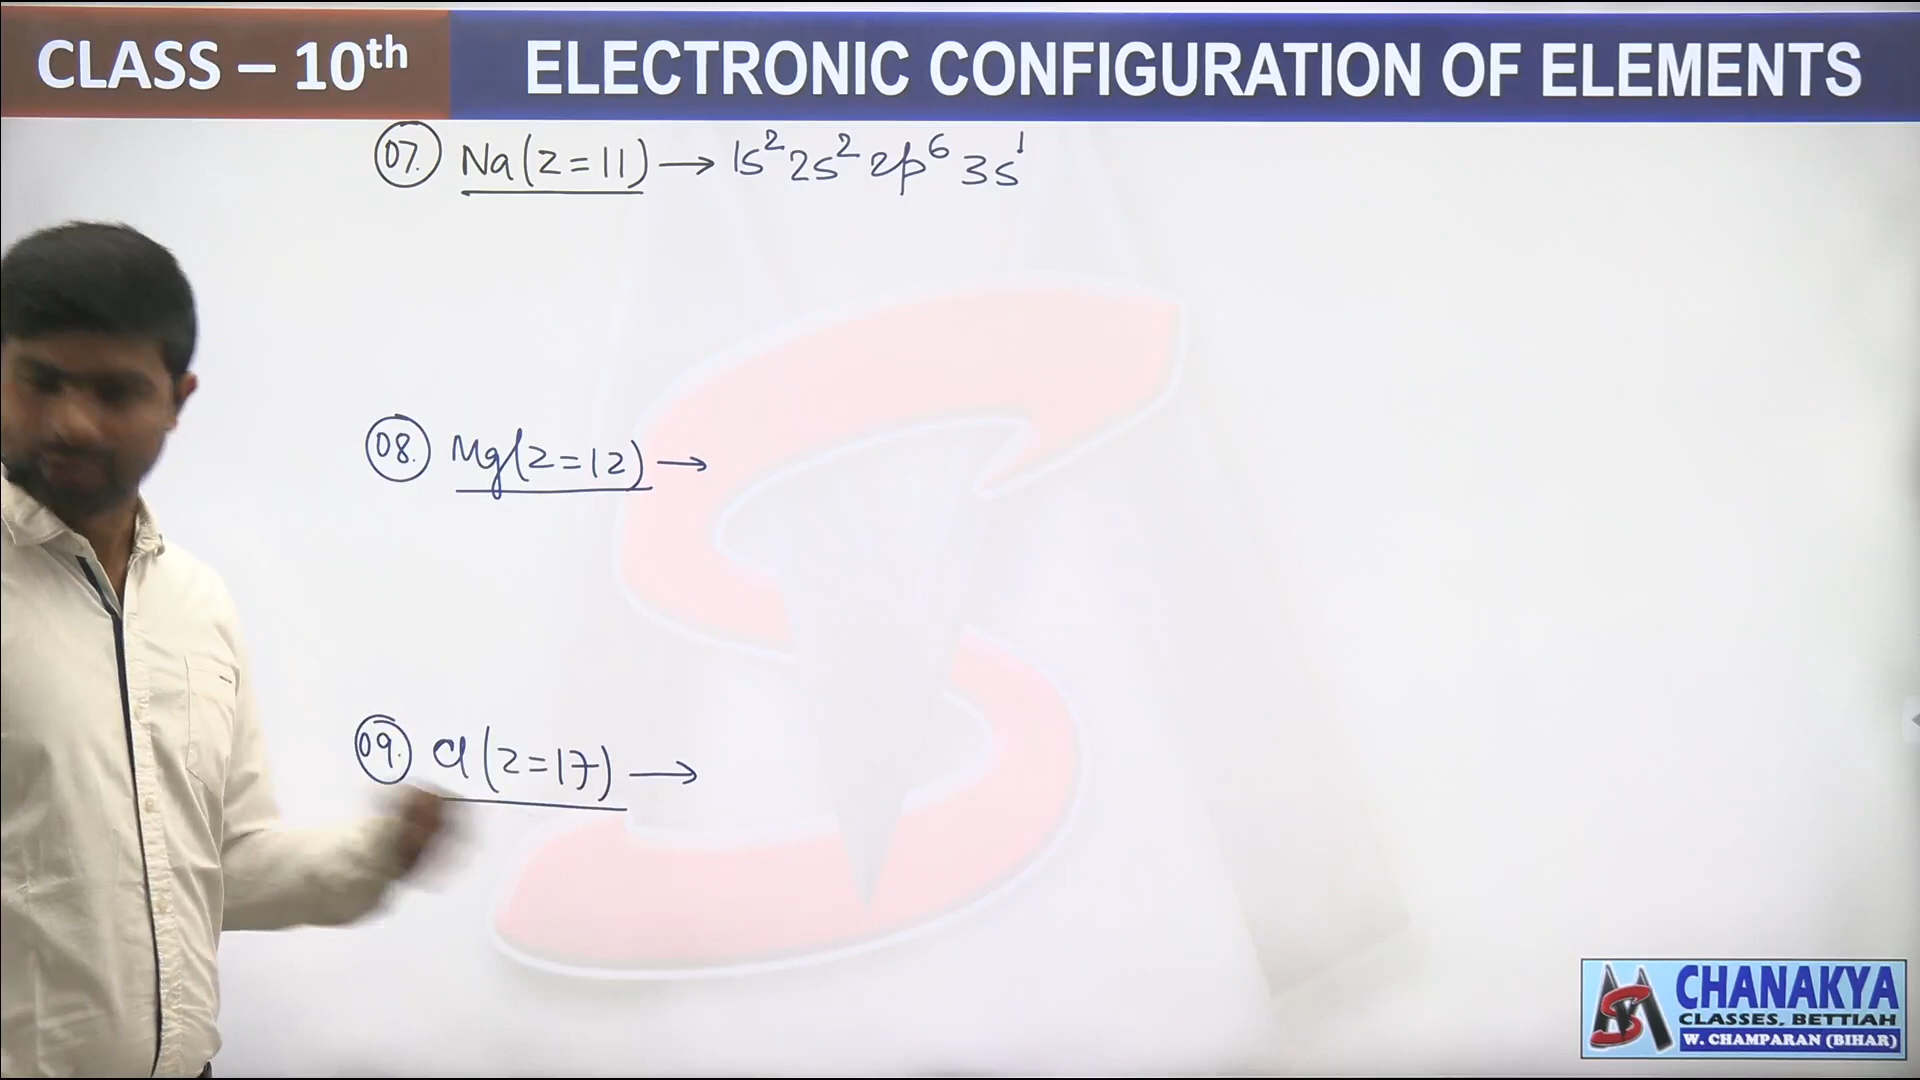 CLASS – 10th
ELECTRONIC CONFIGURATION OF ELEMENTS
07. Na(z=11)→ 1s² 2s² 2p⁶ 3s¹
08. Mg(z=12)→
09. Cl(z=17)→
CHANAKYA
CLASSES, BETTIAH
W. CHAMPARAN (BIHAR)